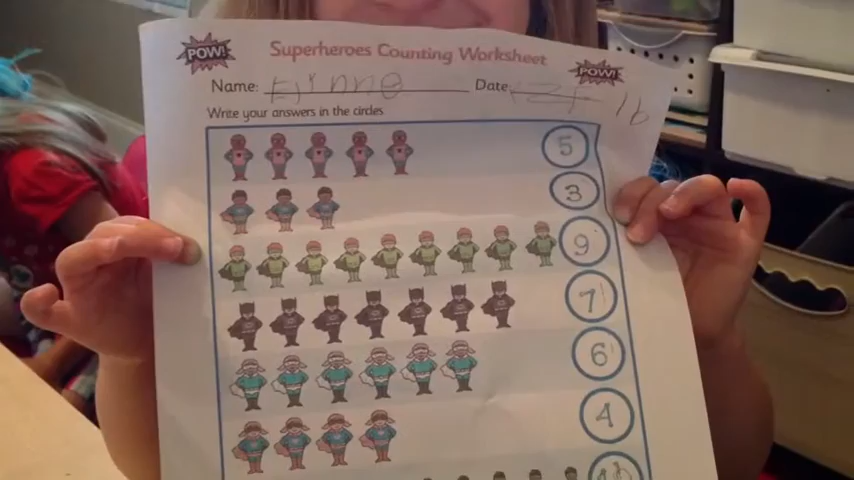 POW!
Superheroes Counting Worksheet
POW!
Name: Date
Write your answers in the circles
5
3
9
7
6
4